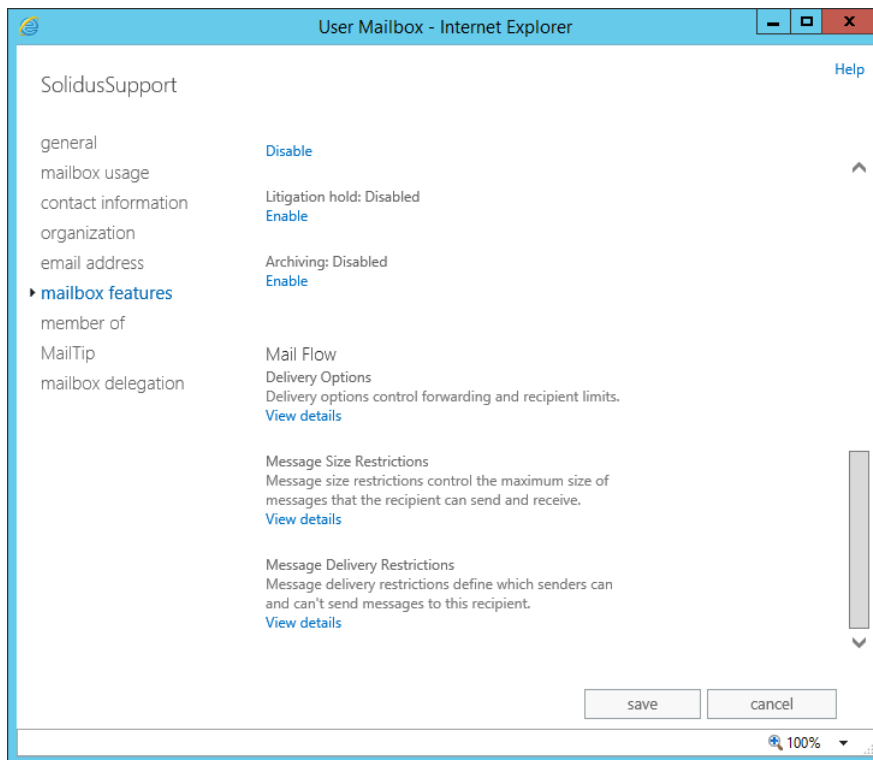 User Mailbox - Internet Explorer
Help
SolidusSupport
general
mailbox usage
contact information
organization
email address
mailbox features
member of
MailTip
mailbox delegation
Disable
Litigation hold: Disabled
Enable
Archiving: Disabled
Enable
Mail Flow
Delivery Options
Delivery options control forwarding and recipient limits.
View details
Message Size Restrictions
Message size restrictions control the maximum size of
messages that the recipient can send and receive.
View details
Message Delivery Restrictions
Message delivery restrictions define which senders can
and can't send messages to this recipient.
View details
save
cancel
100%